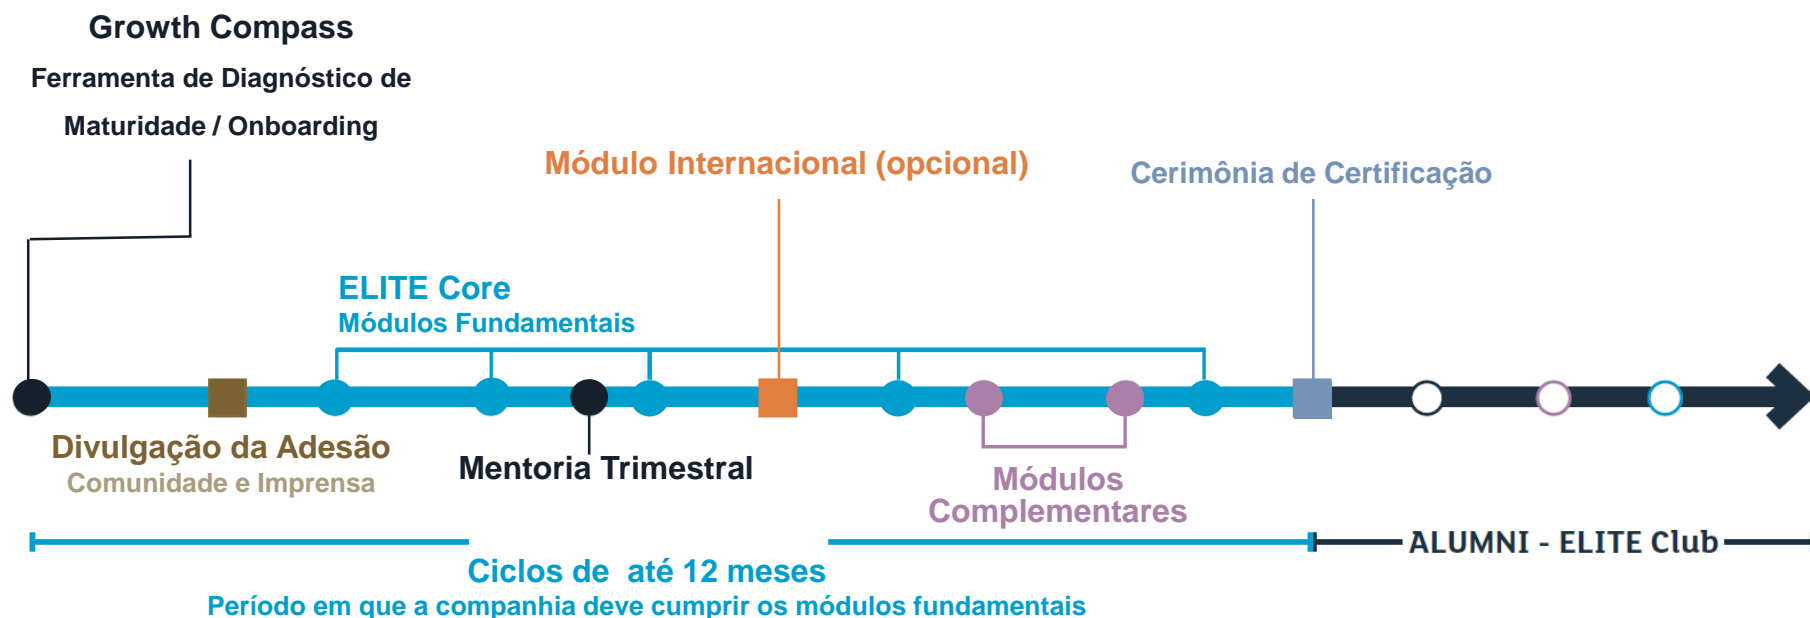 Growth Compass
Ferramenta de Diagnóstico de
Maturidade / Onboarding
Módulo Internacional (opcional)
Cerimônia de Certificação
ELITE Core
Módulos Fundamentais
Divulgação da Adesão
Comunidade e Imprensa
Mentoria Trimestral
Módulos
Complementares
ALUMNI - ELITE Club
Ciclos de até 12 meses
Período em que a companhia deve cumprir os módulos fundamentais